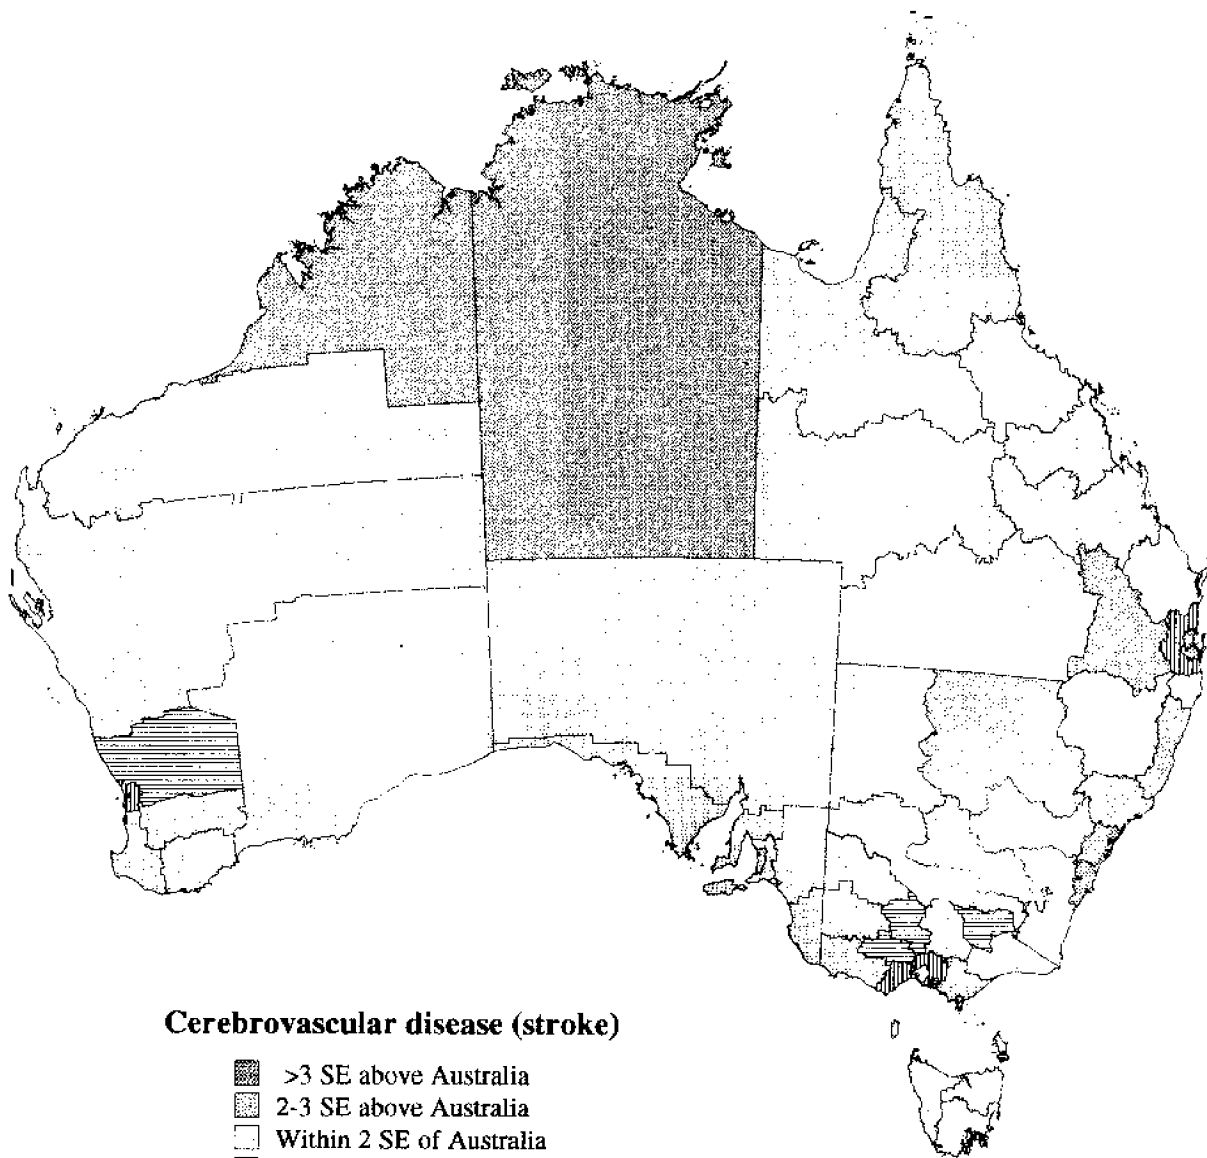 Cerebrovascular disease (stroke)
>3 SE above Australia
2-3 SE above Australia
Within 2 SE of Australia